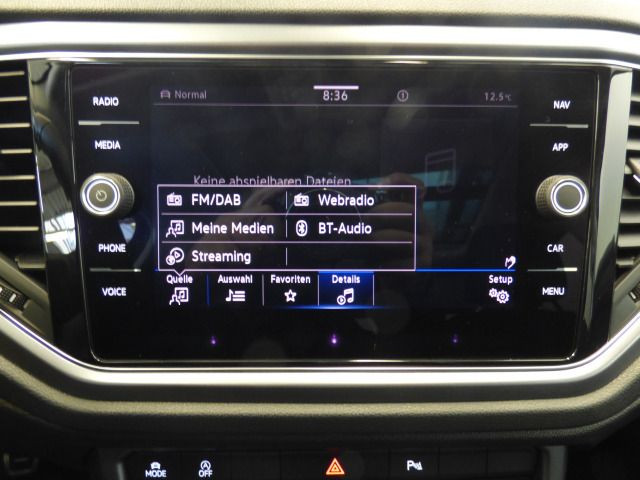 RADIO
MEDIA
PHONE
VOICE
Normal
8:36
12.5°C
Keine abspielbaren Dateien
FM/DAB
Webradio
Meine Medien
BT-Audio
Streaming
Quelle
Auswahl
Favoriten
Details
Setup
NAV
APP
CAR
MENU
MODE
OFF